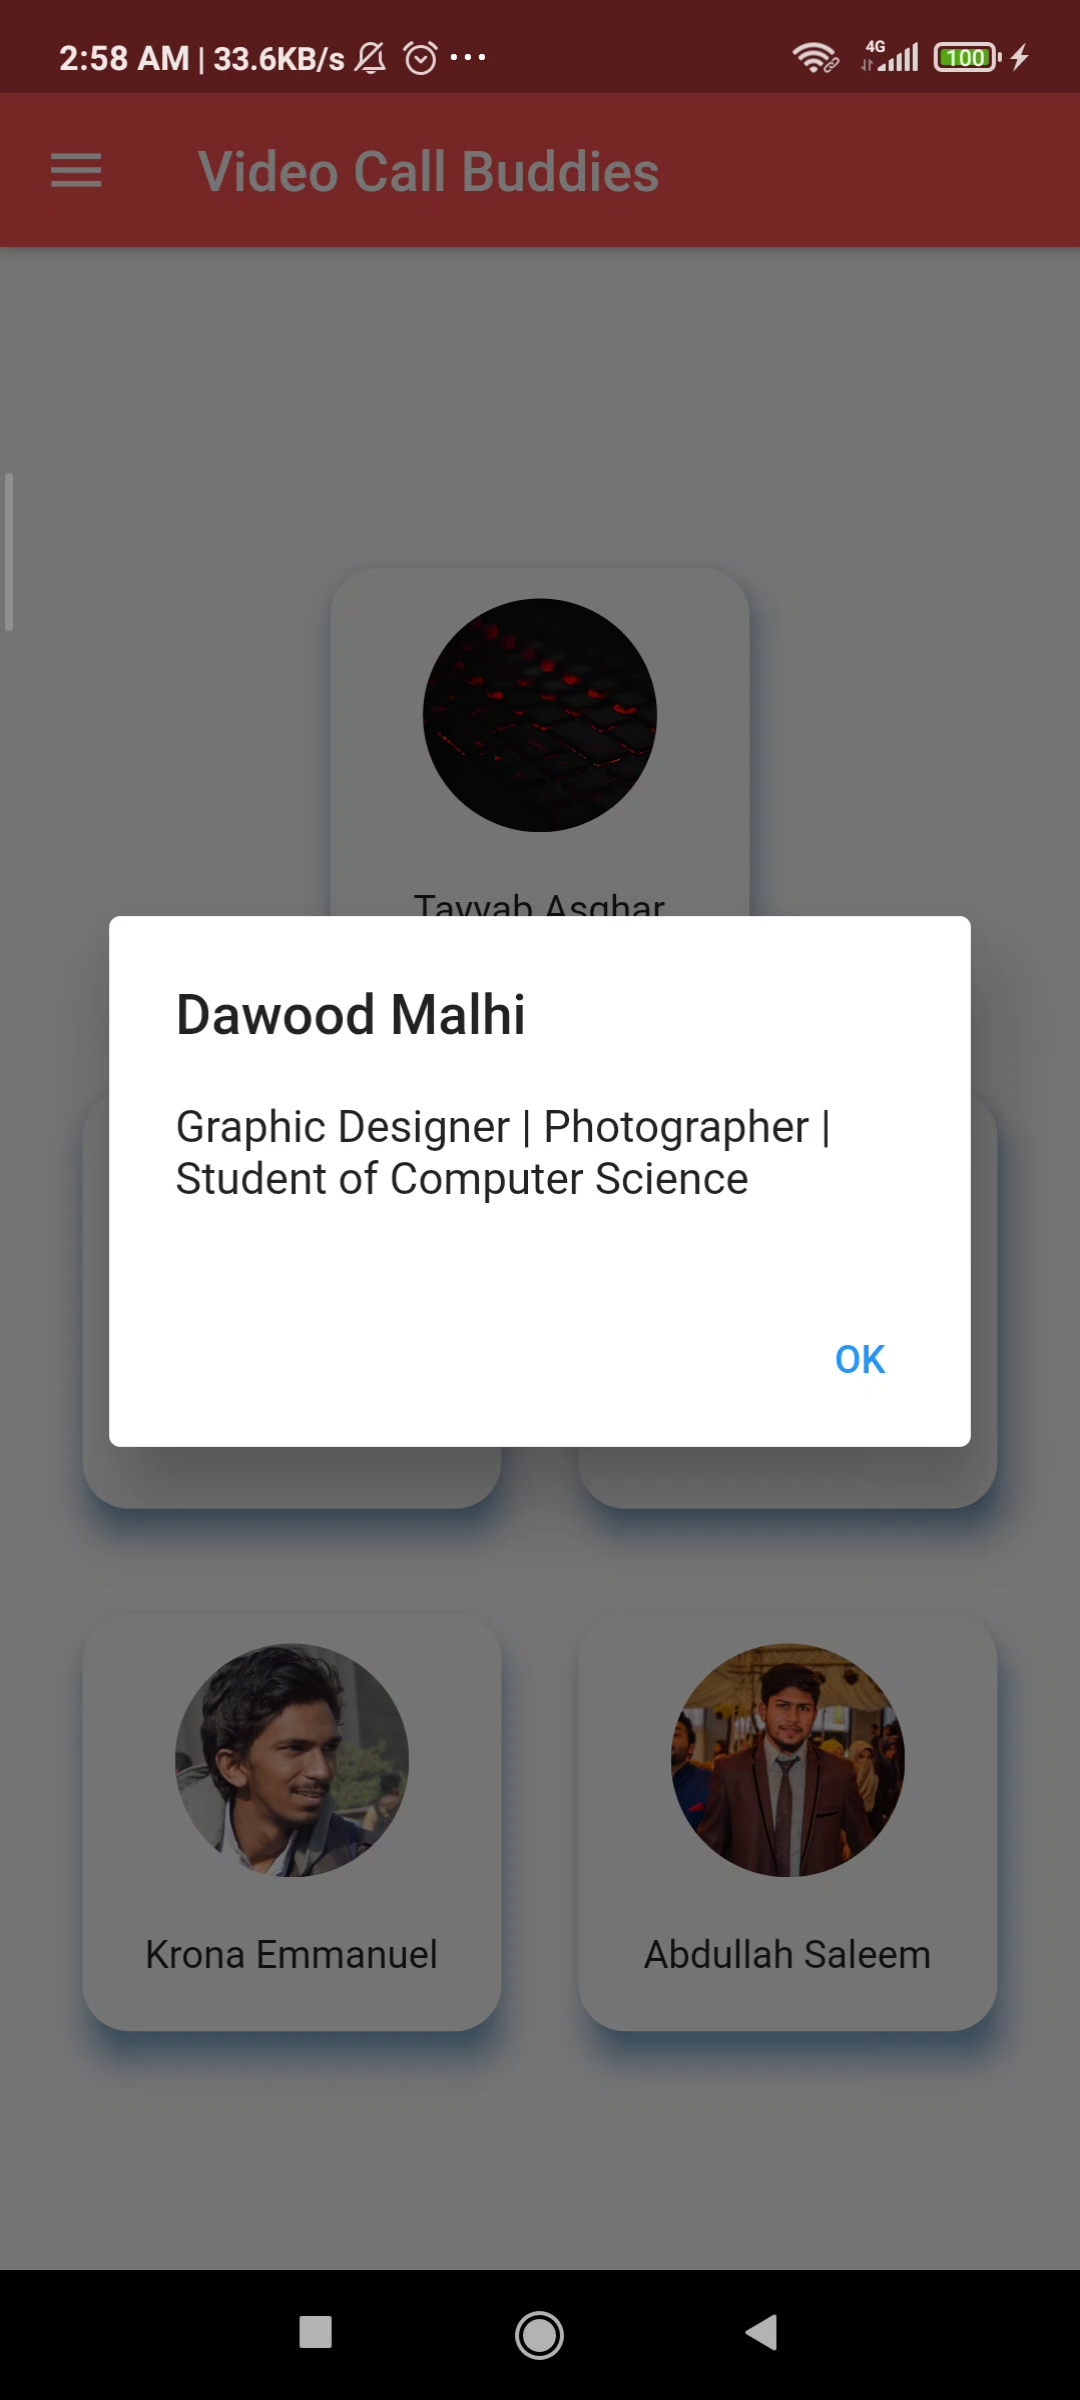 2:58 AM | 33.6KB/s
4G
100
Video Call Buddies
Tayyab Asghar
Dawood Malhi
Graphic Designer | Photographer |
Student of Computer Science
OK
Krona Emmanuel
Abdullah Saleem